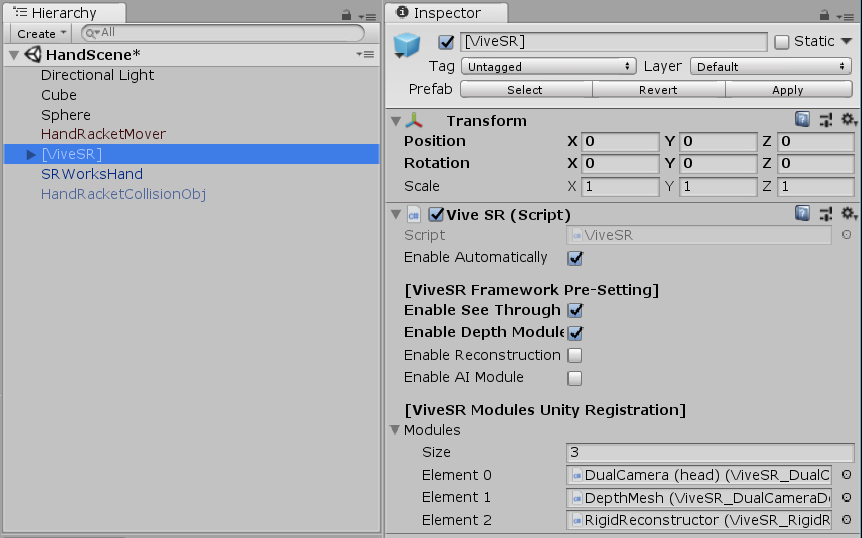 Hierarchy
Create
All
HandScene*
Directional Light
Cube
Sphere
HandRacketMover
[ViveSR]
SRWorksHand
HandRacketCollisionObj
Inspector
[ViveSR]
Static
Tag Untagged Layer Default
Prefab Select Revert Apply
Transform
Position X 0 Y 0 Z 0
Rotation X 0 Y 0 Z 0
Scale X 1 Y 1 Z 1
Vive SR (Script)
Script ViveSR
Enable Automatically
[ViveSR Framework Pre-Setting]
Enable See Through
Enable Depth Module
Enable Reconstruction
Enable AI Module
[ViveSR Modules Unity Registration]
Modules
Size 3
Element 0 DualCamera (head) (ViveSR_DualC
Element 1 DepthMesh (ViveSR_DualCameraDe
Element 2 RigidReconstructor (ViveSR_RigidR